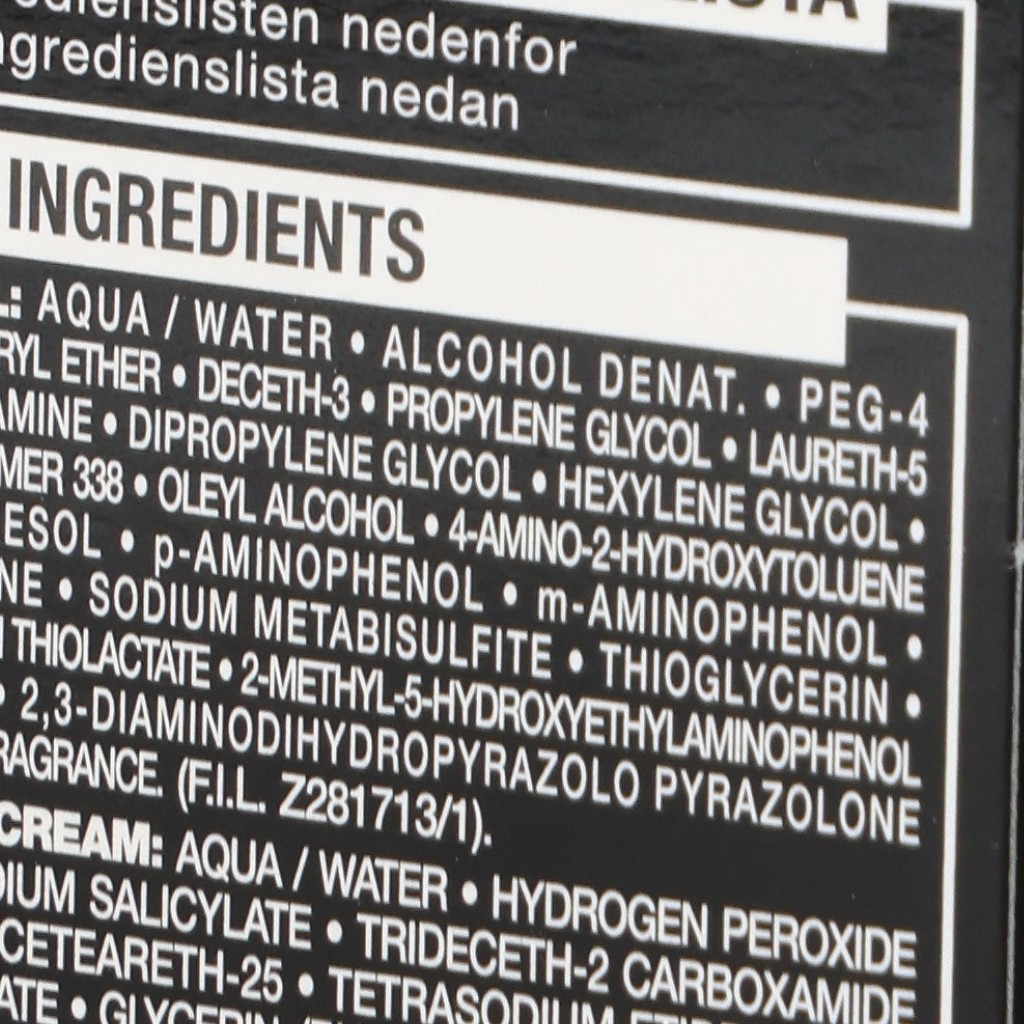 nedenfor
ngredienslista nedan
INGREDIENTS
AQUA / WATER • ALCOHOL DENAT. • PEG-4
RYL ETHER • DECETH-3 • PROPYLENE GLYCOL • LAURETH-5
AMINE • DIPROPYLENE GLYCOL • HEXYLENE GLYCOL •
MER 338 • OLEYL ALCOHOL • 4-AMINO-2-HYDROXYTOLUENE
ESOL • p-AMINOPHENOL • m-AMINOPHENOL •
NE • SODIUM METABISULFITE • THIOGLYCERIN •
THIOLACTATE • 2-METHYL-5-HYDROXYETHYLAMINOPHENOL
2,3-DIAMINODIHYDROPYRAZOLO PYRAZOLONE
RAGRANCE. (F.I.L. Z281713/1).
CREAM: AQUA / WATER • HYDROGEN PEROXIDE
DIUM SALICYLATE • TRIDECETH-2 CARBOXAMIDE
CETEARETH-25 • TETRASODIUM
ATE • GLYCERIN